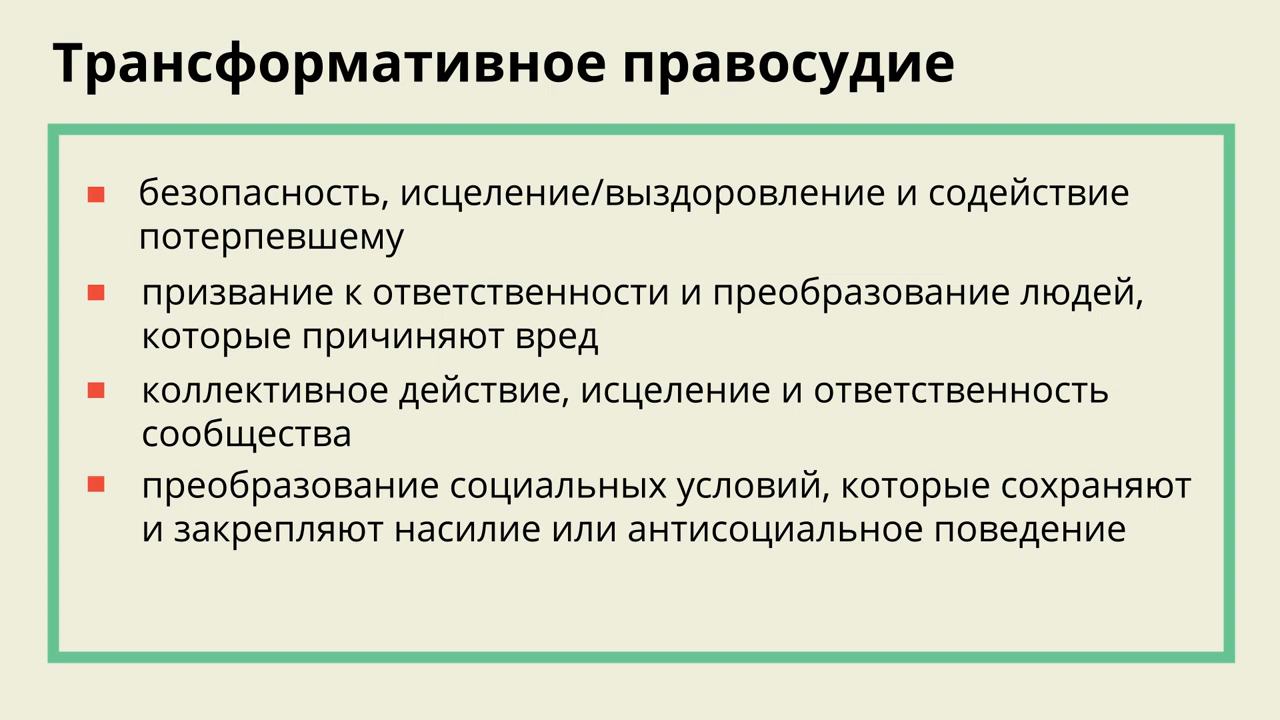 Трансформативное правосудие
безопасность, исцеление/выздоровление и содействие
потерпевшему
призвание к ответственности и преобразование людей,
которые причиняют вред
коллективное действие, исцеление и ответственность
сообщества
преобразование социальных условий, которые сохраняют
и закрепляют насилие или антисоциальное поведение